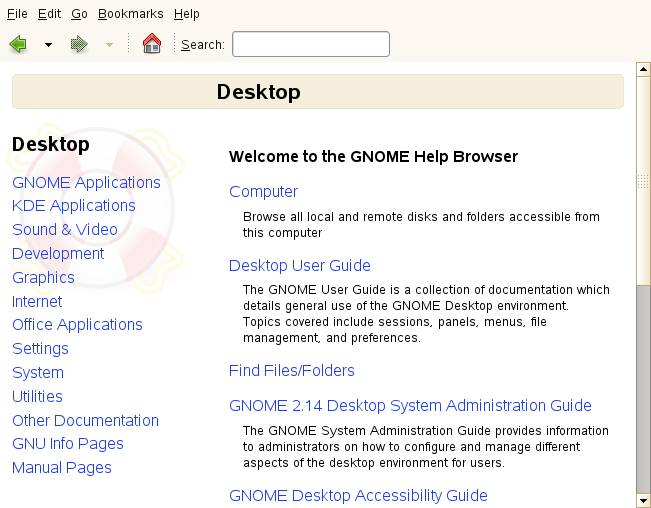 File Edit Go Bookmarks Help
Search:
Desktop
Desktop
GNOME Applications
KDE Applications
Sound & Video
Development
Graphics
Internet
Office Applications
Settings
System
Utilities
Other Documentation
GNU Info Pages
Manual Pages
Welcome to the GNOME Help Browser
Computer
Browse all local and remote disks and folders accessible from
this computer
Desktop User Guide
The GNOME User Guide is a collection of documentation which
details general use of the GNOME Desktop environment.
Topics covered include sessions, panels, menus, file
management, and preferences.
Find Files/Folders
GNOME 2.14 Desktop System Administration Guide
The GNOME System Administration Guide provides information
to administrators on how to configure and manage different
aspects of the desktop environment for users.
GNOME Desktop Accessibility Guide